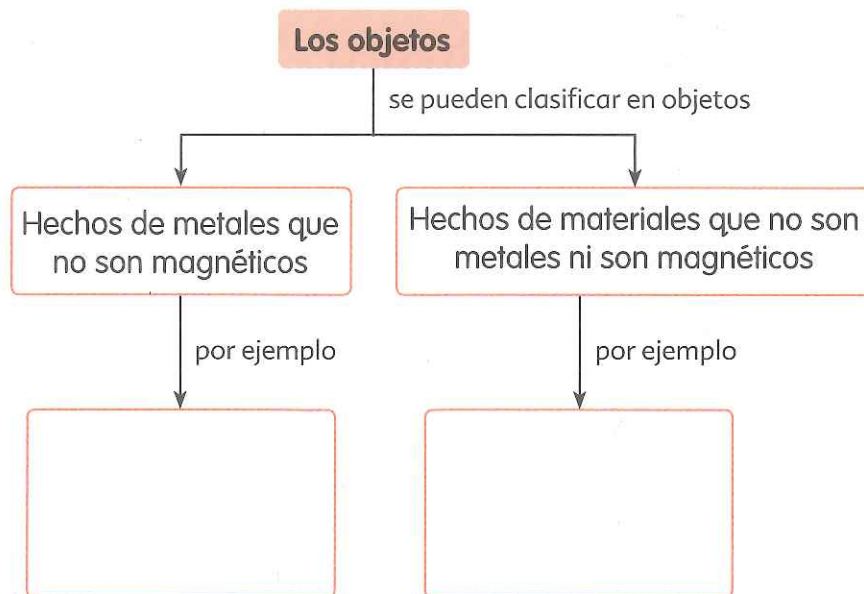 Los objetos
se pueden clasificar en objetos
Hechos de metales que
no son magnéticos
Hechos de materiales que no son
metales ni son magnéticos
por ejemplo
por ejemplo